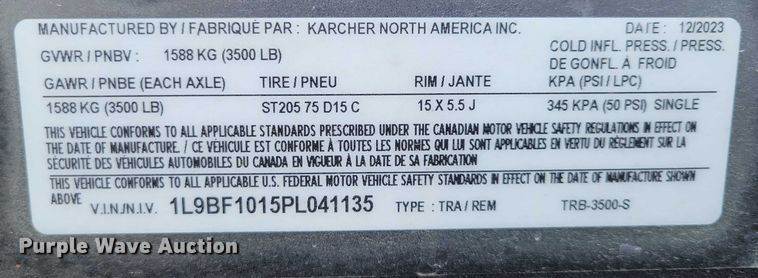 MANUFACTURED BY / FABRIQUÉ PAR : KARCHER NORTH AMERICA INC. DATE : 12/2023
GVWR / PNBV : 1588 KG (3500 LB) COLD INFL. PRESS. / PRESS.
DE GONFL. À FROID
GAWR / PNBE (EACH AXLE) TIRE / PNEU RIM / JANTE KPA (PSI / LPC)
1588 KG (3500 LB) ST205 75 D15 C 15 X 5.5 J 345 KPA (50 PSI) SINGLE
THIS VEHICLE CONFORMS TO ALL APPLICABLE STANDARDS PRESCRIBED UNDER THE CANADIAN MOTOR VEHICLE SAFETY REGULATIONS IN EFFECT ON
THE DATE OF MANUFACTURE. / CE VÉHICULE EST CONFORME À TOUTES LES NORMES QUI LUI SONT APPLICABLES EN VERTU DU RÈGLEMENT SUR LA
SÉCURITÉ DES VÉHICULES AUTOMOBILES DU CANADA EN VIGUEUR À LA DATE DE SA FABRICATION
THIS VEHICLE CONFORMS TO ALL APPLICABLE U.S. FEDERAL MOTOR VEHICLE SAFETY STANDARDS IN EFFECT ON THE DATE OF MANUFACTURE SHOWN
ABOVE
V.I.N./N.I.V. 1L9BF1015PL041135 TYPE : TRA / REM TRB-3500-S
Purple Wave Auction